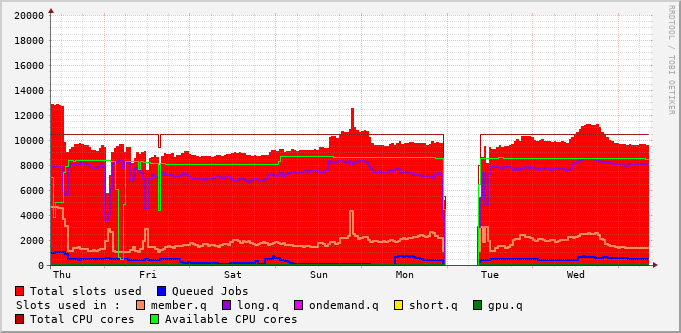 RRDTOOL / TOBI OETIKER
20000
18000
16000
14000
12000
10000
8000
6000
4000
2000
0
Thu Fri Sat Sun Mon Tue Wed
Total slots used Queued Jobs
Slots used in : member.q long.q ondemand.q short.q gpu.q
Total CPU cores Available CPU cores